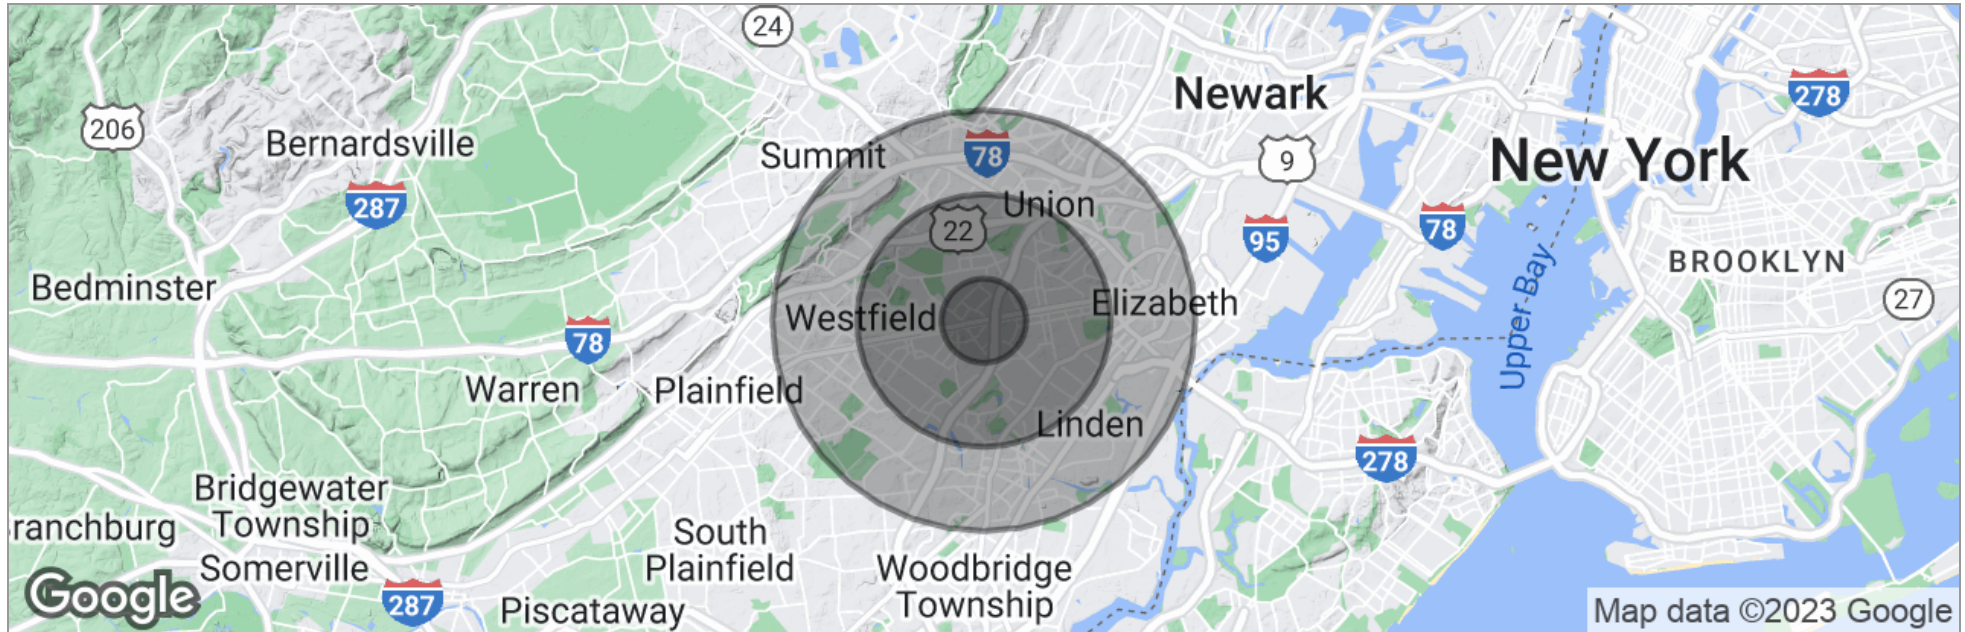 24
Newark
278
206
Bernardsville
Summit
78
9
New York
287
Union
22
95
78
BROOKLYN
Bedminster
Westfield
Elizabeth
Upper Bay
27
78
Warren
Plainfield
Linden
278
Bridgewater
Township
ranchburg
South
Plainfield
Somerville
Woodbridge
Township
287
Piscataway
Google
Map data ©2023 Google